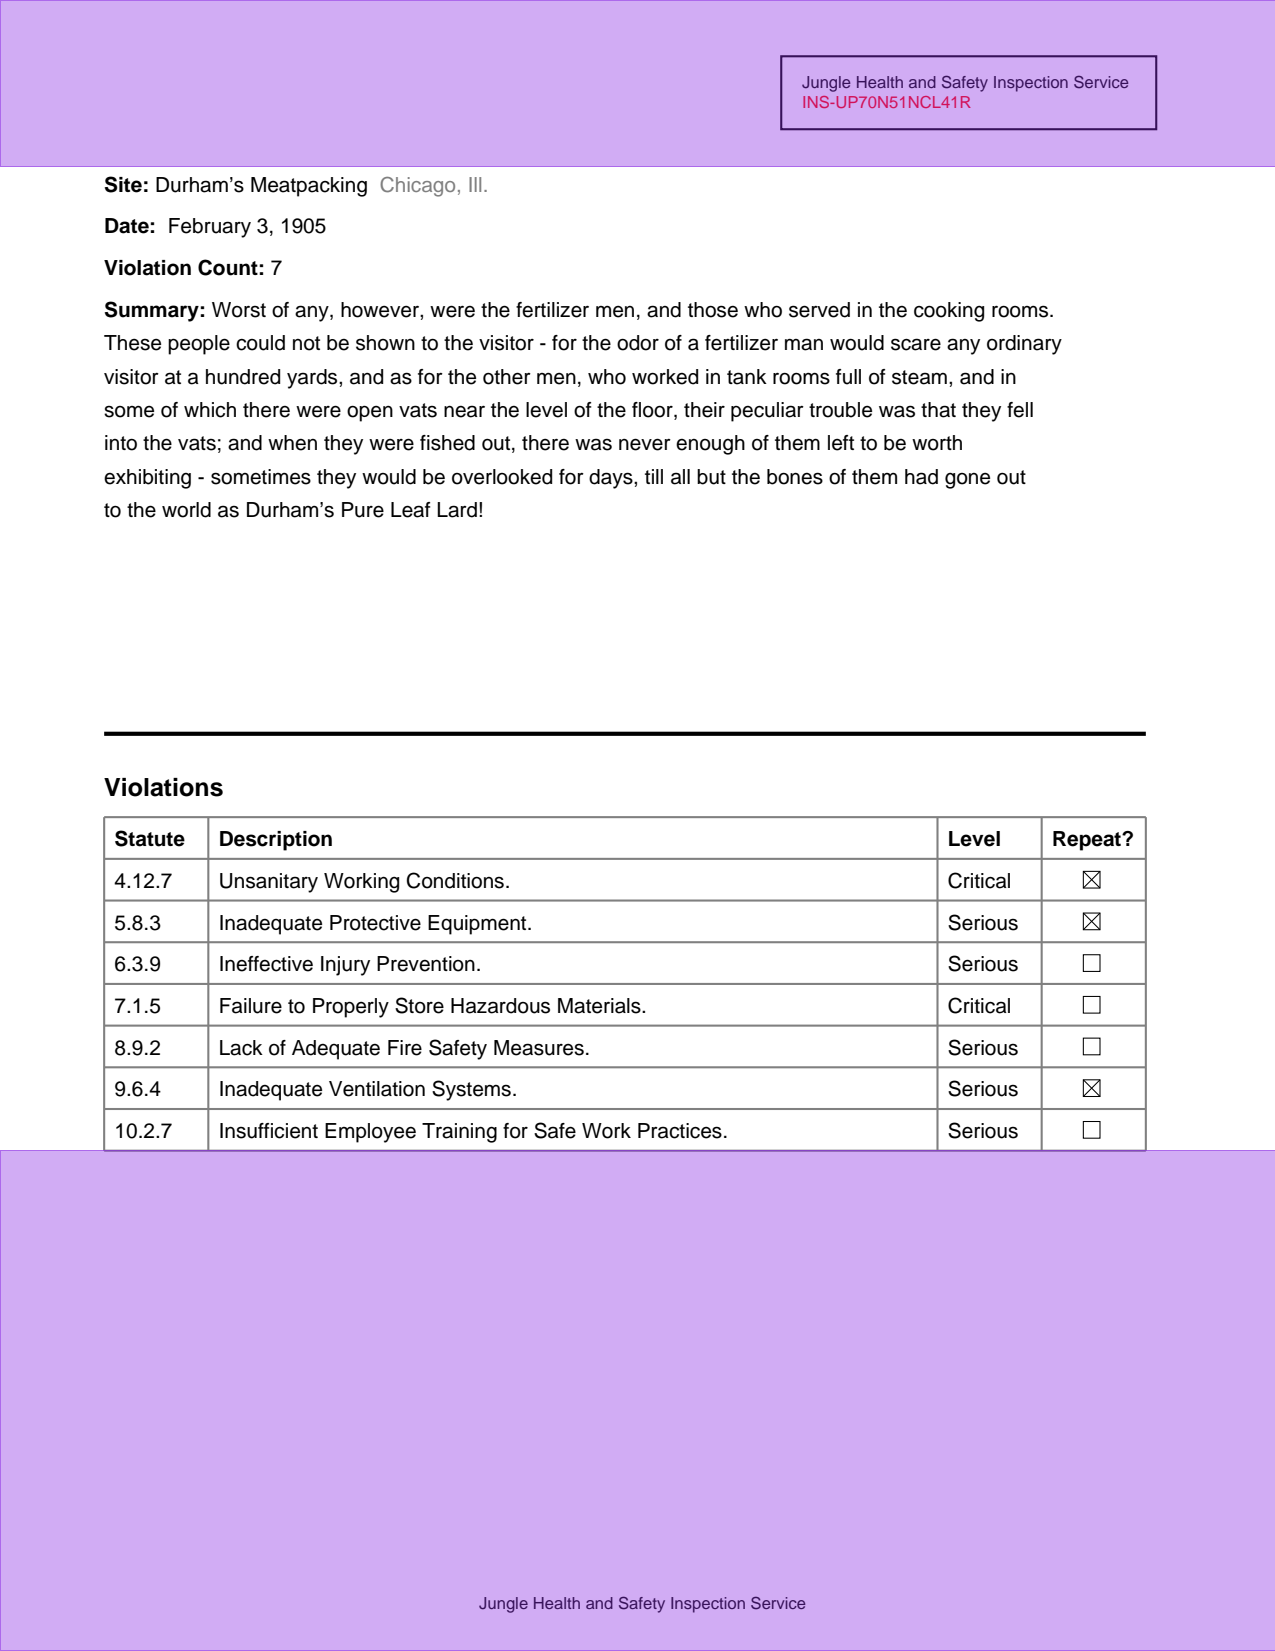 Jungle Health and Safety Inspection Service
INS-UP70N51NCL41R
Site: Durham’s Meatpacking Chicago, Ill.
Date: February 3, 1905
Violation Count: 7
Summary: Worst of any, however, were the fertilizer men, and those who served in the cooking rooms.
These people could not be shown to the visitor - for the odor of a fertilizer man would scare any ordinary
visitor at a hundred yards, and as for the other men, who worked in tank rooms full of steam, and in
some of which there were open vats near the level of the floor, their peculiar trouble was that they fell
into the vats; and when they were fished out, there was never enough of them left to be worth
exhibiting - sometimes they would be overlooked for days, till all but the bones of them had gone out
to the world as Durham’s Pure Leaf Lard!
Violations
Statute Description Level Repeat?
4.12.7 Unsanitary Working Conditions. Critical ☒
5.8.3 Inadequate Protective Equipment. Serious ☒
6.3.9 Ineffective Injury Prevention. Serious ☐
7.1.5 Failure to Properly Store Hazardous Materials. Critical ☐
8.9.2 Lack of Adequate Fire Safety Measures. Serious ☐
9.6.4 Inadequate Ventilation Systems. Serious ☒
10.2.7 Insufficient Employee Training for Safe Work Practices. Serious ☐
Jungle Health and Safety Inspection Service